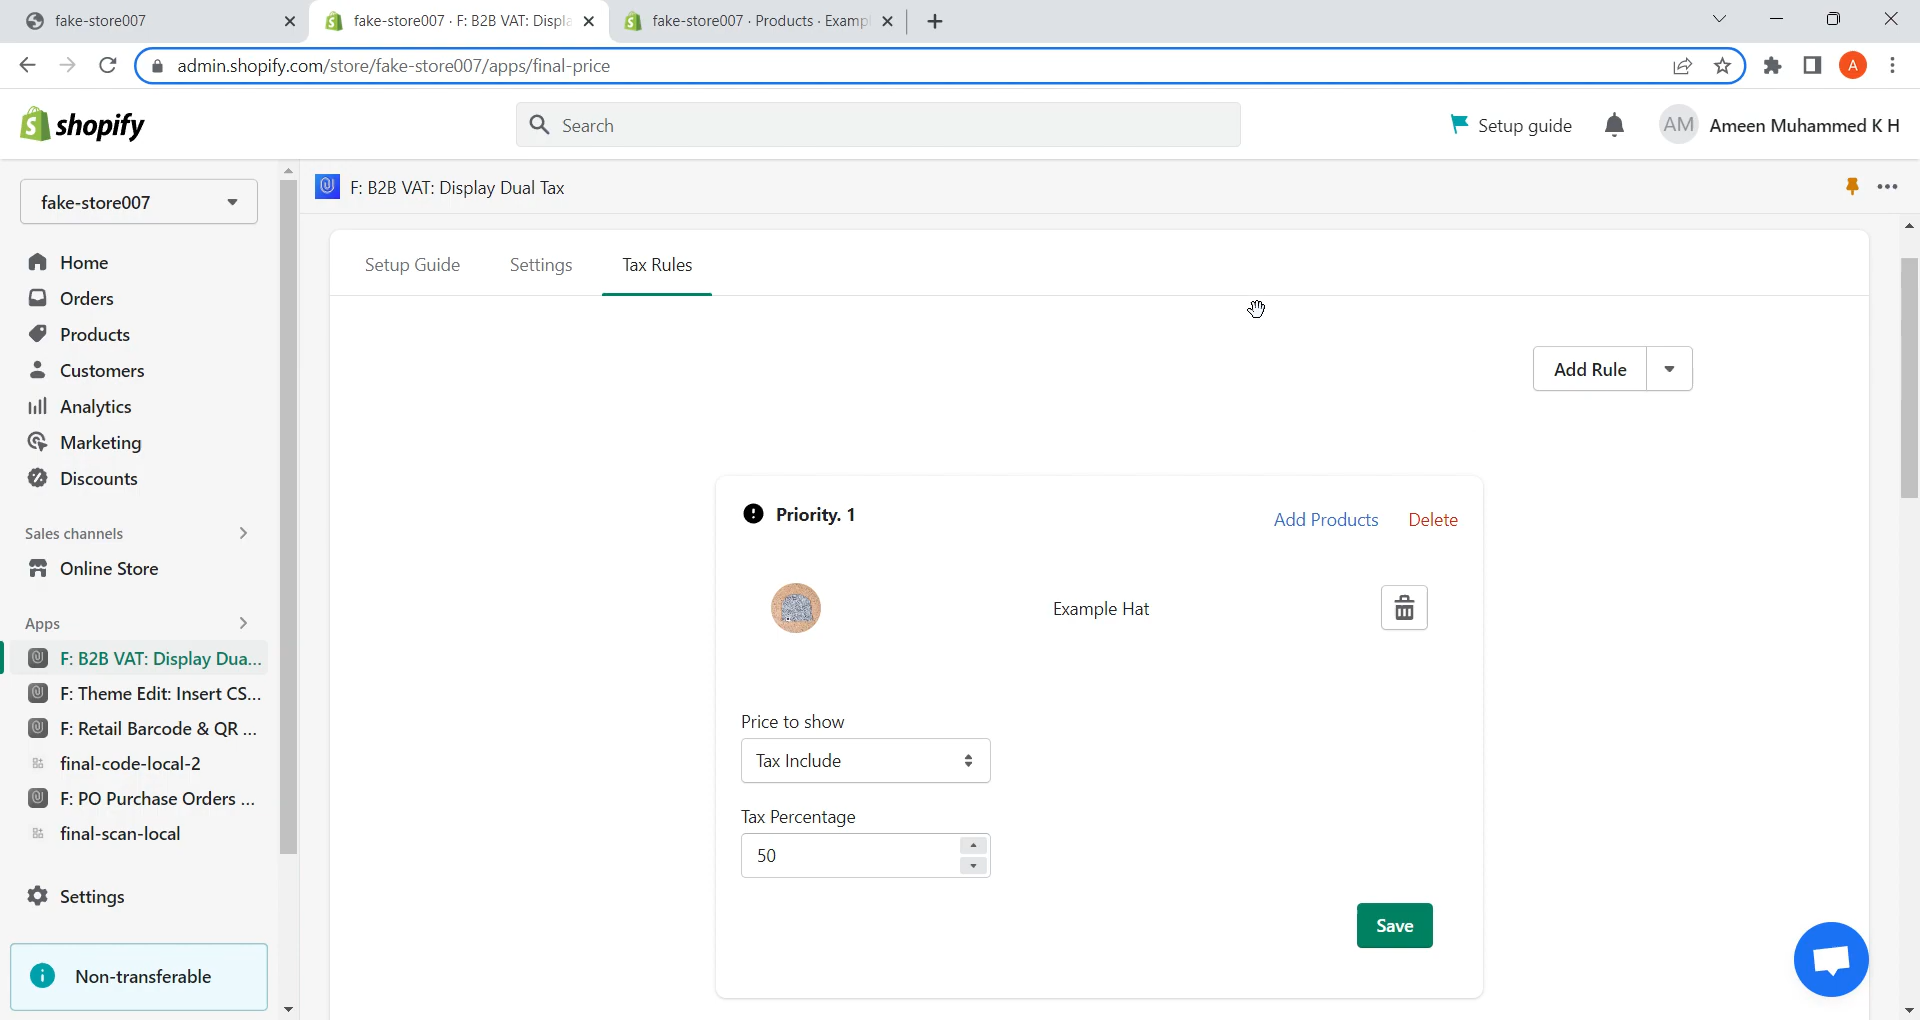 fake-store007
fake-store007 · F: B2B VAT: Displa
fake-store007 · Products · Exampl
admin.shopify.com/store/fake-store007/apps/final-price
A
shopify
Search
Setup guide
AM
Ameen Muhammed K H
fake-store007
F: B2B VAT: Display Dual Tax
Home
Orders
Products
Customers
Analytics
Marketing
Discounts
Sales channels
Online Store
Apps
F: B2B VAT: Display Dua...
F: Theme Edit: Insert CS...
F: Retail Barcode & QR ...
final-code-local-2
F: PO Purchase Orders ...
final-scan-local
Settings
Non-transferable
Setup Guide
Settings
Tax Rules
Add Rule
Priority. 1
Add Products
Delete
Example Hat
Price to show
Tax Include
Tax Percentage
50
Save